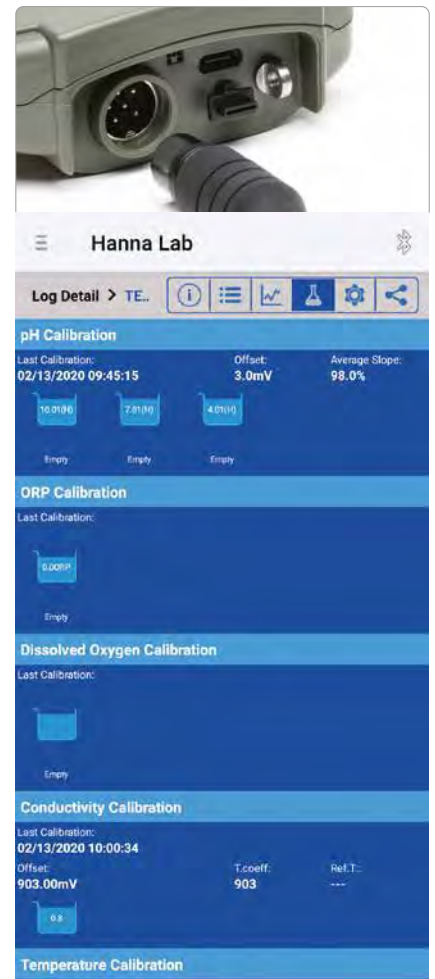 Hanna Lab
Log Detail > TE..
pH Calibration
Last Calibration: Offset: Average Slope:
02/13/2020 09:45:15 3.0mV 98.0%
10.01(H) 7.01(H) 4.01(H)
Empty Empty Empty
ORP Calibration
Last Calibration:
0.0ORP
Empty
Dissolved Oxygen Calibration
Last Calibration:
Empty
Conductivity Calibration
Last Calibration:
02/13/2020 10:00:34
Offset: T.coeff: Ref.T.:
903.00mV 903 ---
0.8
Temperature Calibration